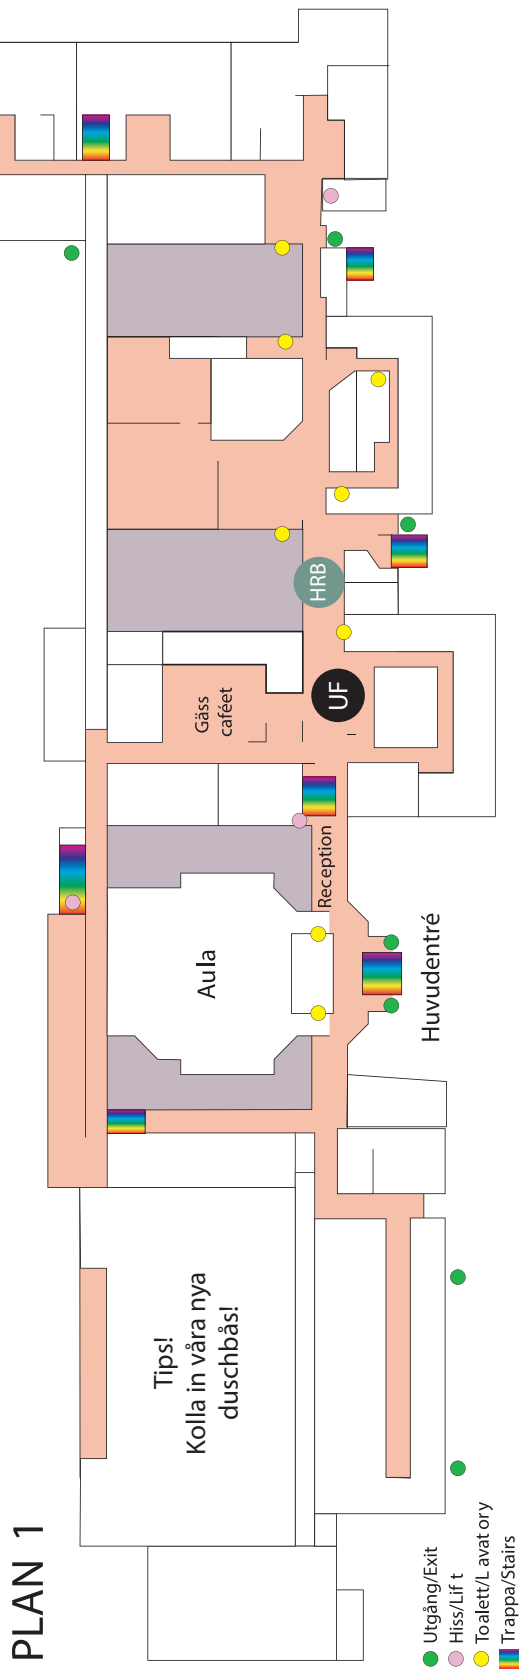 PLAN 1
Tips!
Kolla in våra nya
duschbås!
Aula
Reception
Huvudentré
Gäss
caféet
UF
HRB
Utgång/Exit
Hiss/Lif t
Toalett/L avat ory
Trappa/Stairs